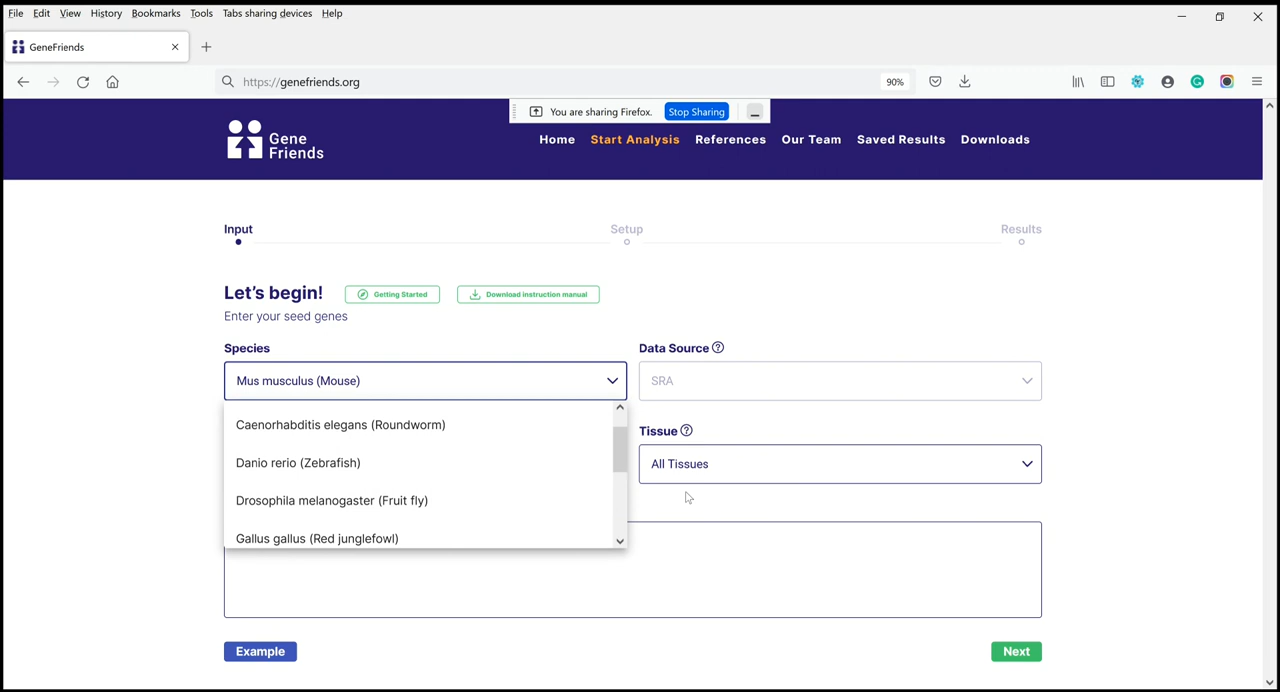 File Edit View History Bookmarks Tools Tabs sharing devices Help
GeneFriends
https://genefriends.org
90%
You are sharing Firefox. Stop Sharing
Gene
Friends
Home Start Analysis References Our Team Saved Results Downloads
Input Setup Results
Let's begin! Getting Started Download instruction manual
Enter your seed genes
Species Data Source
Mus musculus (Mouse) SRA
Caenorhabditis elegans (Roundworm) Tissue
Danio rerio (Zebrafish) All Tissues
Drosophila melanogaster (Fruit fly)
Gallus gallus (Red junglefowl)
Example Next